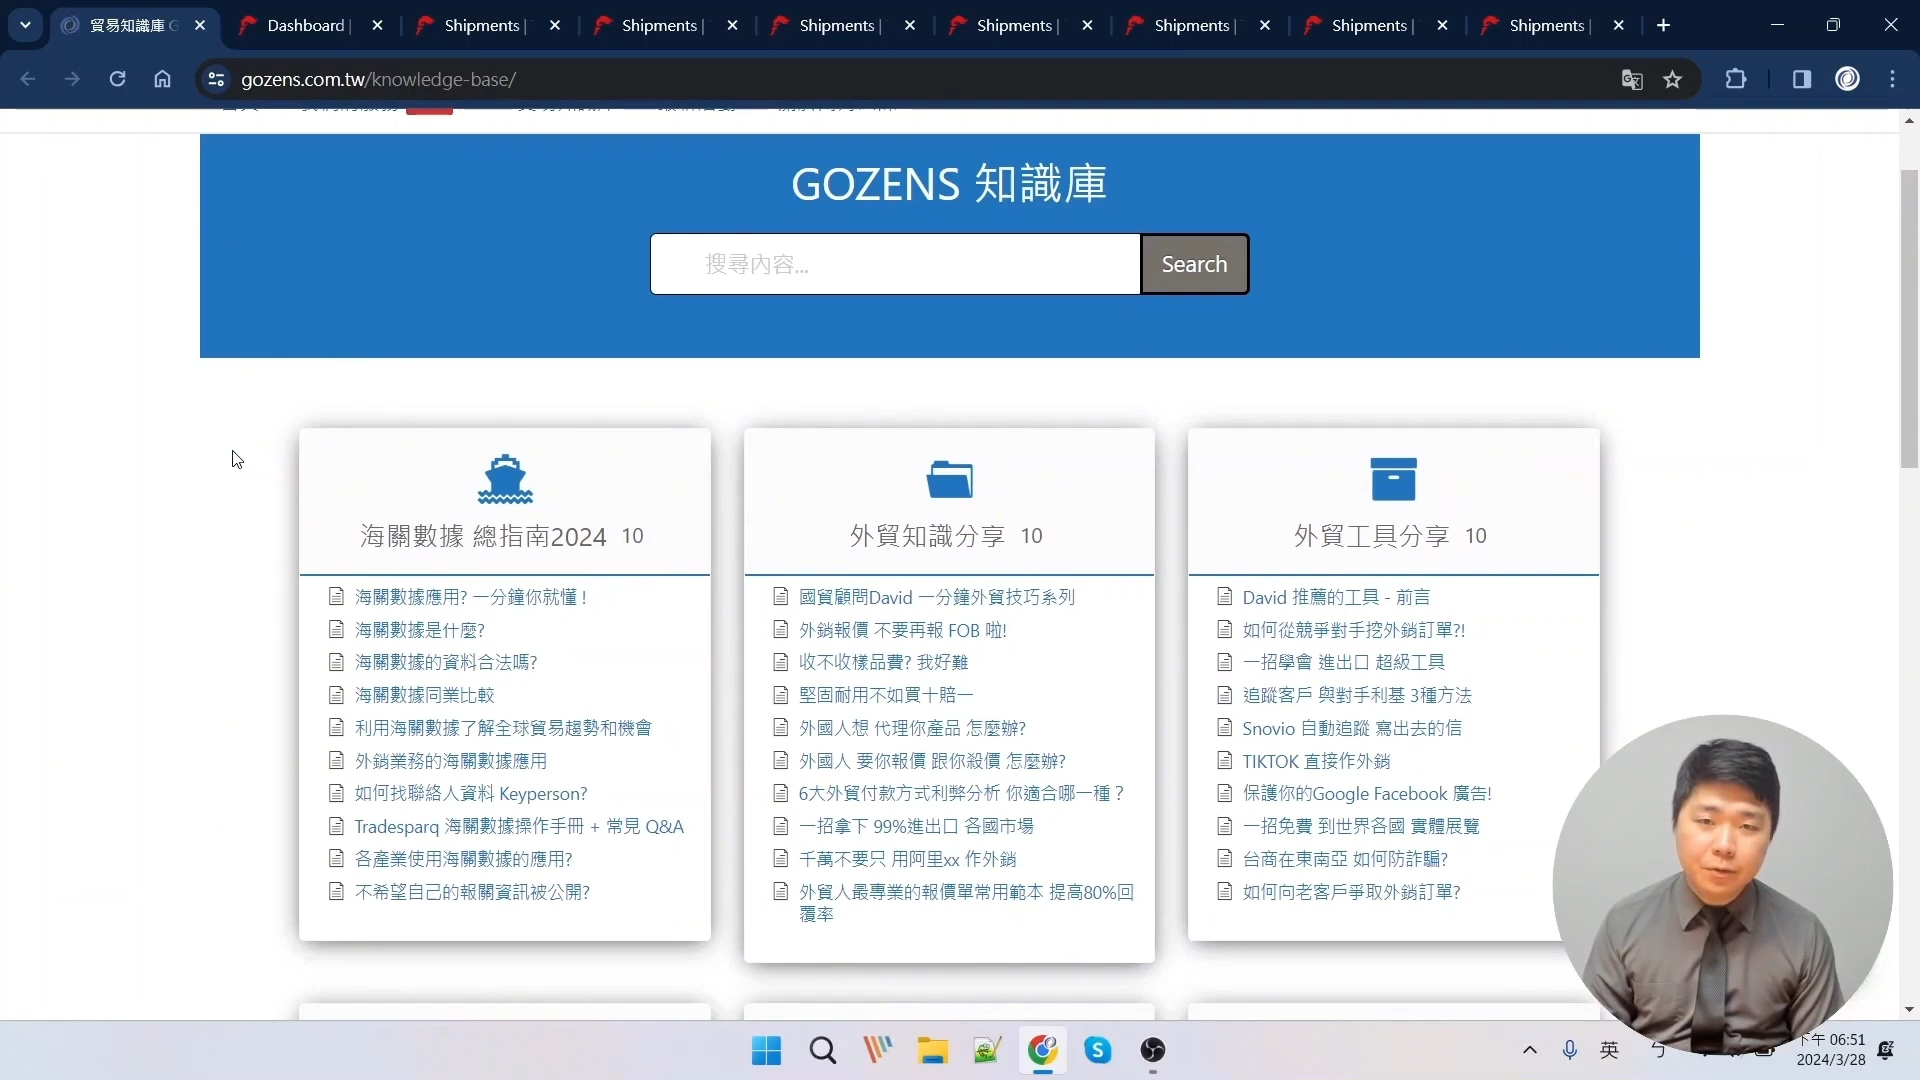 貿易知識庫 G
Dashboard |
Shipments |
Shipments |
Shipments |
Shipments |
Shipments |
Shipments |
Shipments |
gozens.com.tw/knowledge-base/
GOZENS 知識庫
搜尋內容...
Search
海關數據 總指南2024 10
海關數據應用? 一分鐘你就懂 !
海關數據是什麼?
海關數據的資料合法嗎?
海關數據同業比較
利用海關數據了解全球貿易趨勢和機會
外銷業務的海關數據應用
如何找聯絡人資料 Keyperson?
Tradesparq 海關數據操作手冊 + 常見 Q&A
各產業使用海關數據的應用?
不希望自己的報關資訊被公開?
外貿知識分享 10
國貿顧問David 一分鐘外貿技巧系列
外銷報價 不要再報 FOB 啦!
收不收樣品費? 我好難
堅固耐用不如買十賠一
外國人想 代理你產品 怎麼辦?
外國人 要你報價 跟你殺價 怎麼辦?
6大外貿付款方式利弊分析 你適合哪一種？
一招拿下 99%進出口 各國市場
千萬不要只 用阿里xx 作外銷
外貿人最專業的報價單常用範本 提高80%回
覆率
外貿工具分享 10
David 推薦的工具 - 前言
如何從競爭對手挖外銷訂單?!
一招學會 進出口 超級工具
追蹤客戶 與對手利基 3種方法
Snovio 自動追蹤 寫出去的信
TIKTOK 直接作外銷
保護你的Google Facebook 廣告!
一招免費 到世界各國 實體展覽
台商在東南亞 如何防詐騙?
如何向老客戶爭取外銷訂單?
英
ㄅ
下午 06:51
2024/3/28